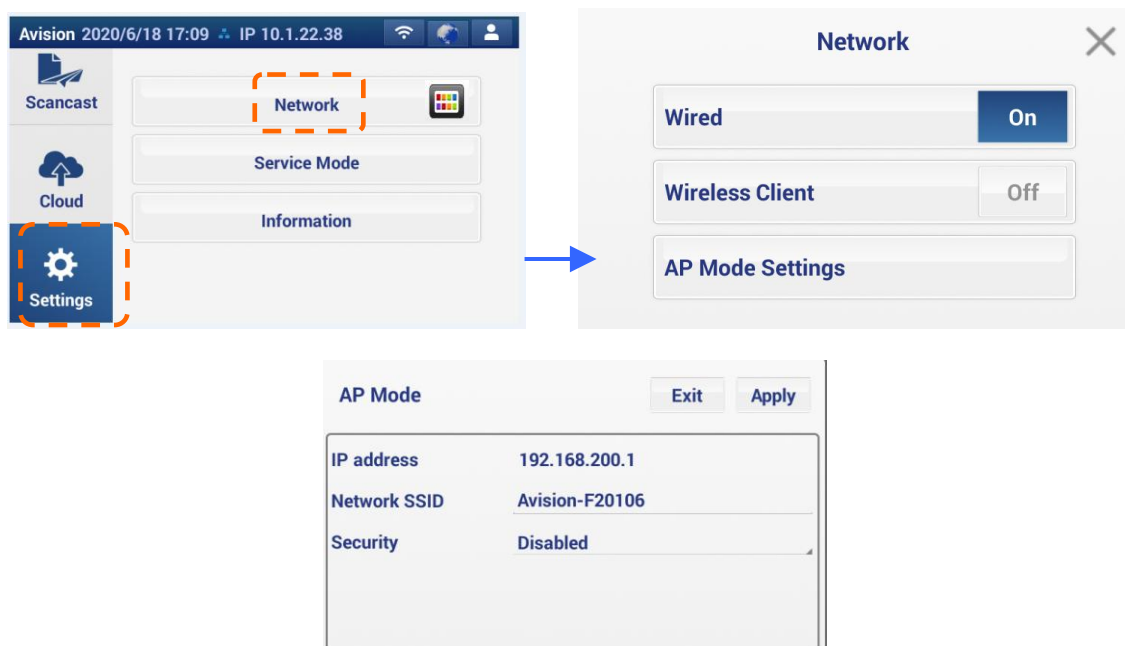 Avision 2020/6/18 17:09 IP 10.1.22.38
Scancast
Cloud
Settings
Network
Service Mode
Information
Network
Wired On
Wireless Client Off
AP Mode Settings
AP Mode Exit Apply
IP address 192.168.200.1
Network SSID Avision-F20106
Security Disabled